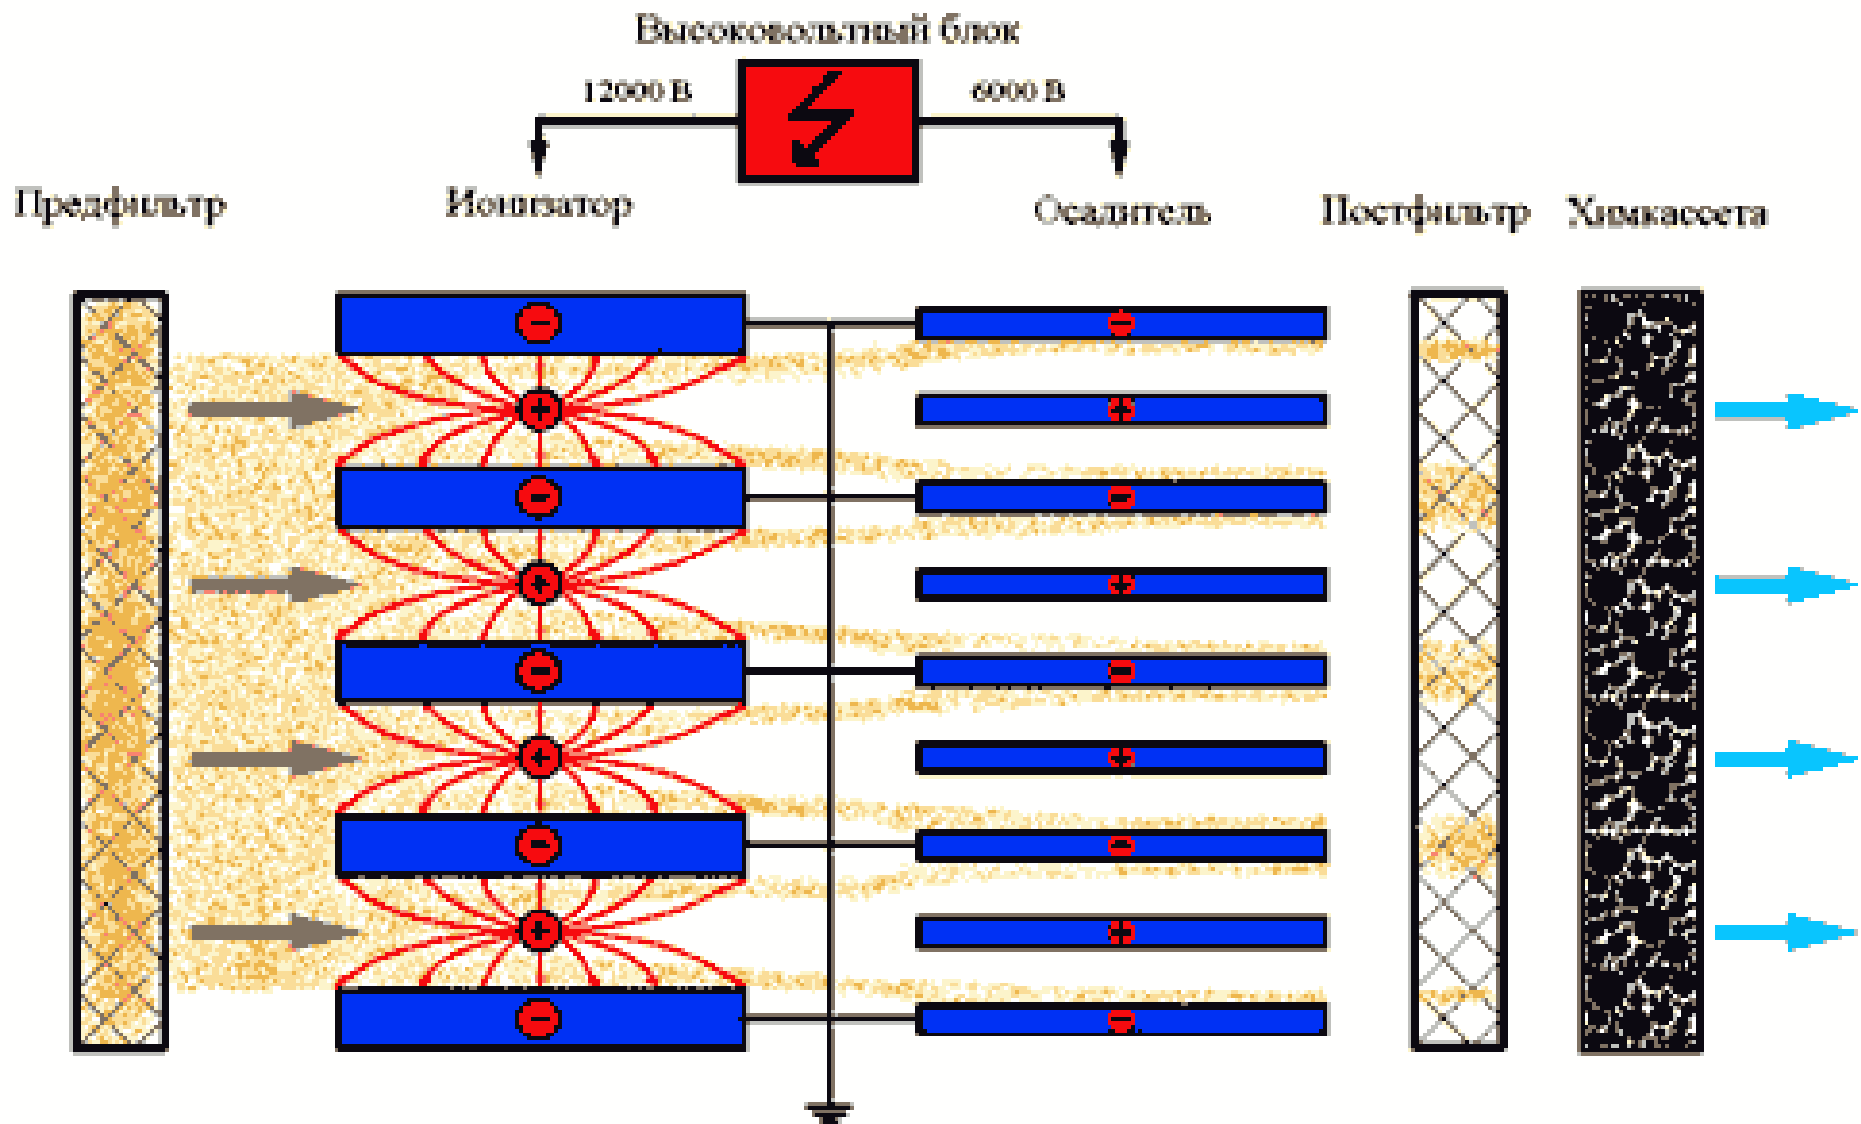 Высоковольтный блок
12000 В
6000 В
Предфильтр
Ионизатор
Осадитель
Постфильтр
Химкассета